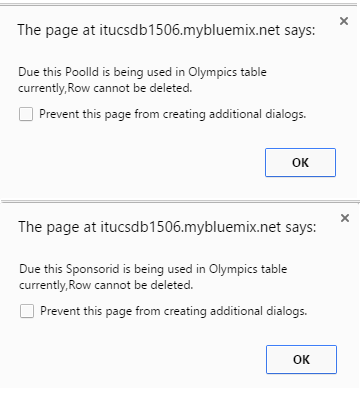 The page at itucsdb1506.mybluemix.net says:
Due this PoolId is being used in Olympics table
currently,Row cannot be deleted.
Prevent this page from creating additional dialogs.
OK
The page at itucsdb1506.mybluemix.net says:
Due this Sponsorid is being used in Olympics table
currently,Row cannot be deleted.
Prevent this page from creating additional dialogs.
OK